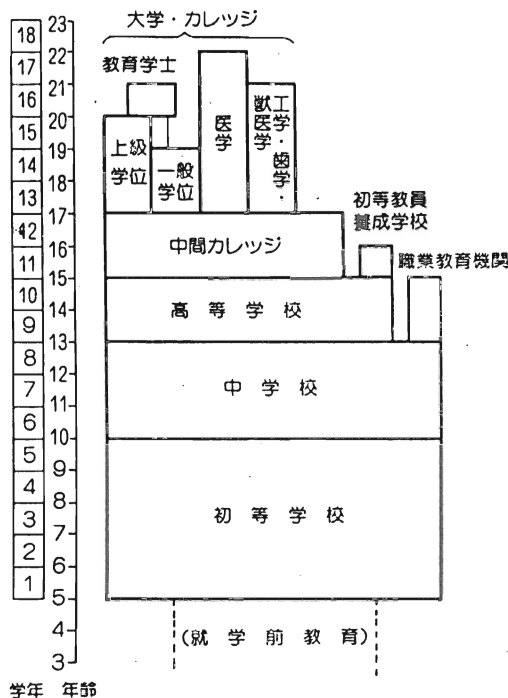 大学・カレッジ
教育学士
上級
学位
一般
学位
医学
獣医学
工学・歯学・
初等教員
養成学校
中間カレッジ
職業教育機関
高等学校
中学校
初等学校
(就学前教育)
18
17
16
15
14
13
12
11
10
9
8
7
6
5
4
3
2
1
23
22
21
20
19
18
17
16
15
14
13
12
11
10
9
8
7
6
5
4
3
学年 年齢